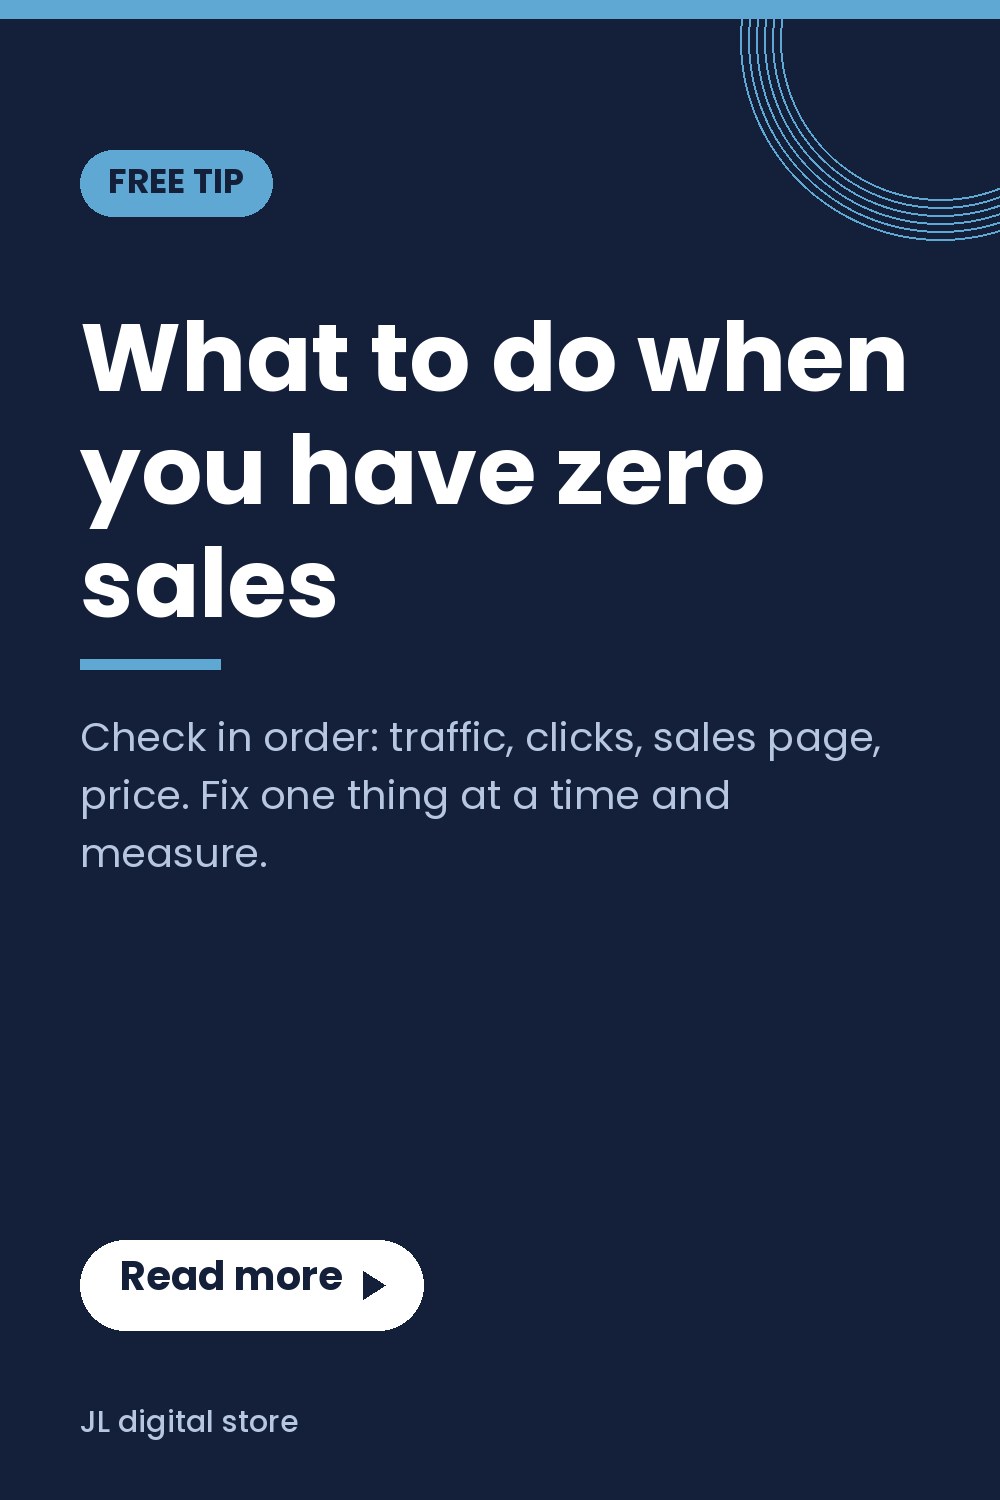 FREE TIP
What to do when
you have zero
sales
Check in order: traffic, clicks, sales page,
price. Fix one thing at a time and
measure.
Read more
JL digital store